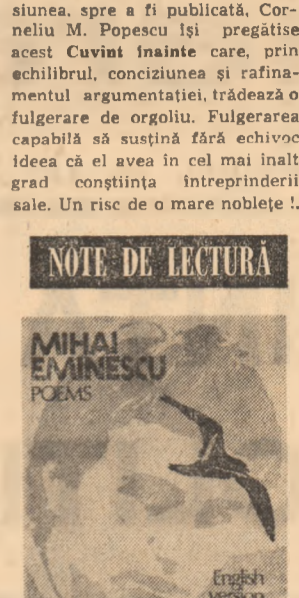 siunea, spre a fi publicată, Cor-
neliu M. Popescu își pregătise
acest Cuvînt înainte care, prin
echilibrul, conciziunea și rafina-
mentul argumentației, trădează o
fulgerare de orgoliu. Fulgerarea
capabilă să susțină fără echivoc
ideea că el avea în cel mai înalt
grad conștiința întreprinderii
sale. Un risc de o mare noblețe !.
NOTE DE LECTURĂ
MIHAI
EMINESCU
POEMS
English
version